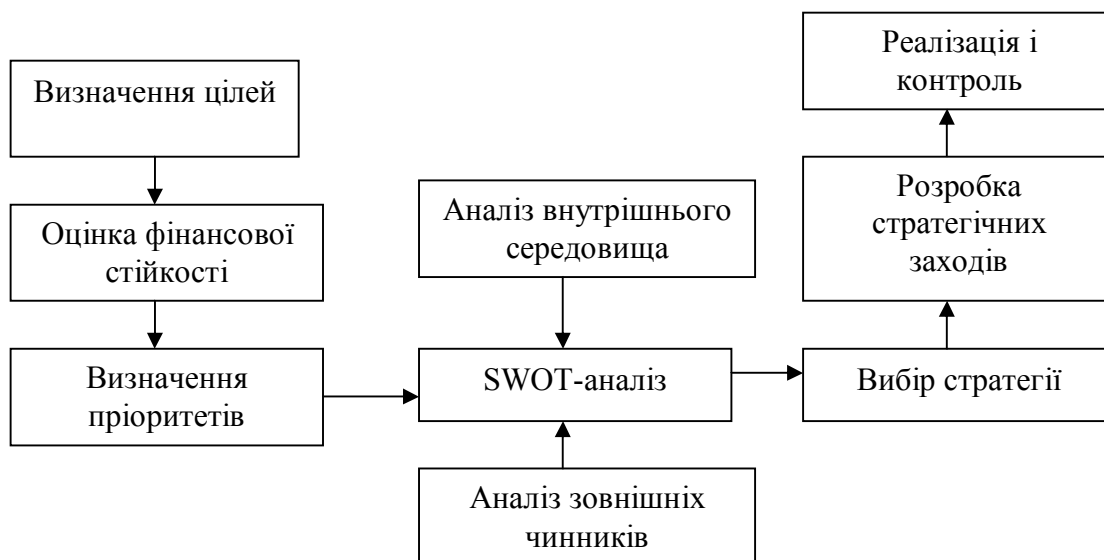 Визначення цілей
Оцінка фінансової
стійкості
Визначення
пріоритетів
Аналіз внутрішнього
середовища
SWOT-аналіз
Аналіз зовнішніх
чинників
Реалізація і
контроль
Розробка
стратегічних
заходів
Вибір стратегії